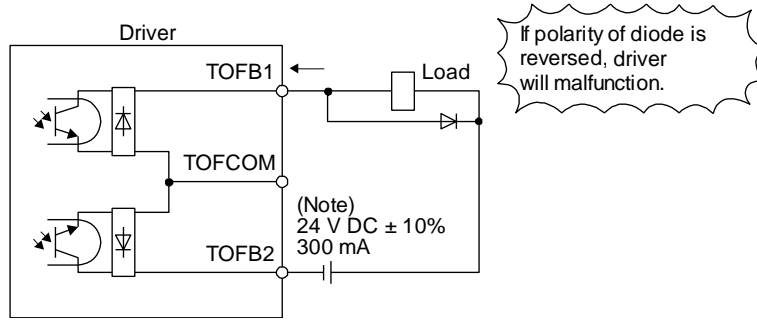 Driver
TOFB1
Load
If polarity of diode is
reversed, driver
will malfunction.
TOFCOM
(Note)
24 V DC ± 10%
300 mA
TOFB2